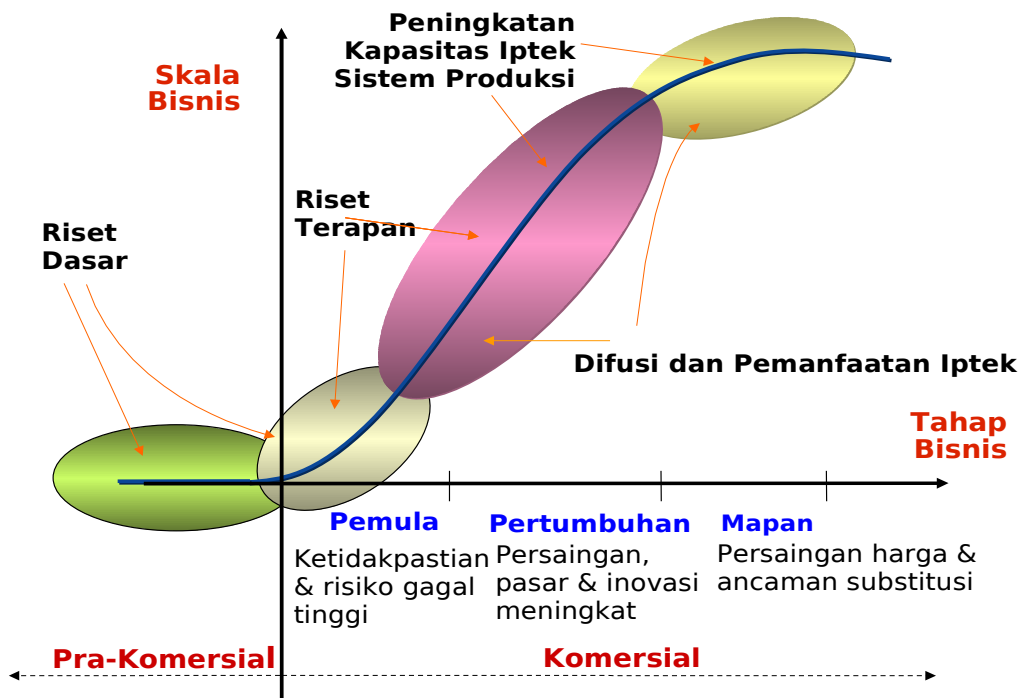 Peningkatan
Kapasitas Iptek
Sistem Produksi
Skala
Bisnis
Riset
Terapan
Riset
Dasar
Difusi dan Pemanfaatan Iptek
Tahap
Bisnis
Pemula
Ketidakpastian
& risiko gagal
tinggi
Pertumbuhan
Persaingan,
pasar & inovasi
meningkat
Mapan
Persaingan harga &
ancaman substitusi
Pra-Komersial
Komersial